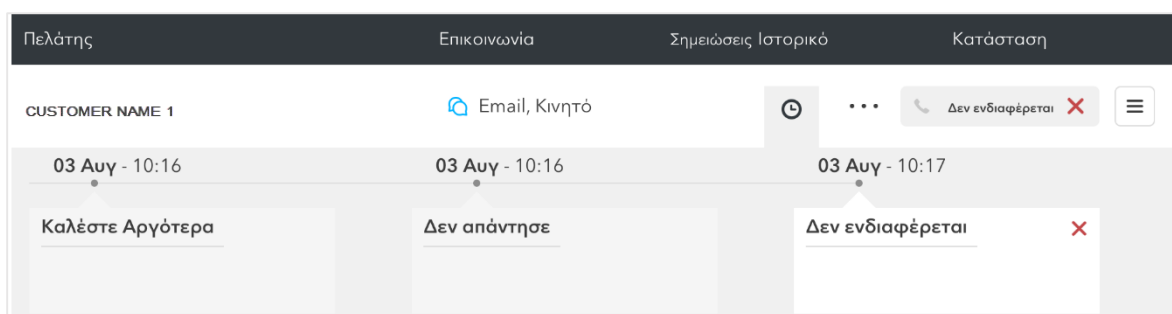 Πελάτης Επικοινωνία Σημειώσεις Ιστορικό Κατάσταση
CUSTOMER NAME 1 Email, Κινητό Δεν ενδιαφέρεται
03 Αυγ - 10:16 03 Αυγ - 10:16 03 Αυγ - 10:17
Καλέστε Αργότερα Δεν απάντησε Δεν ενδιαφέρεται